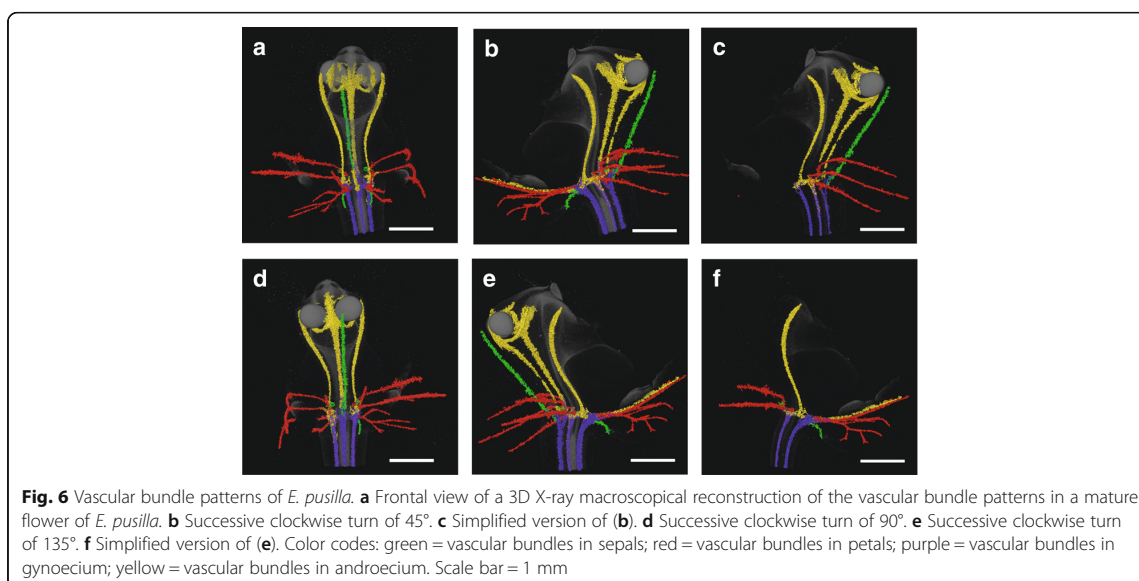 a
b
c
d
e
f
Fig. 6 Vascular bundle patterns of E. pusilla. a Frontal view of a 3D X-ray macroscopical reconstruction of the vascular bundle patterns in a mature
flower of E. pusilla. b Successive clockwise turn of 45°. c Simplified version of (b). d Successive clockwise turn of 90°. e Successive clockwise turn
of 135°. f Simplified version of (e). Color codes: green = vascular bundles in sepals; red = vascular bundles in petals; purple = vascular bundles in
gynoecium; yellow = vascular bundles in androecium. Scale bar = 1 mm